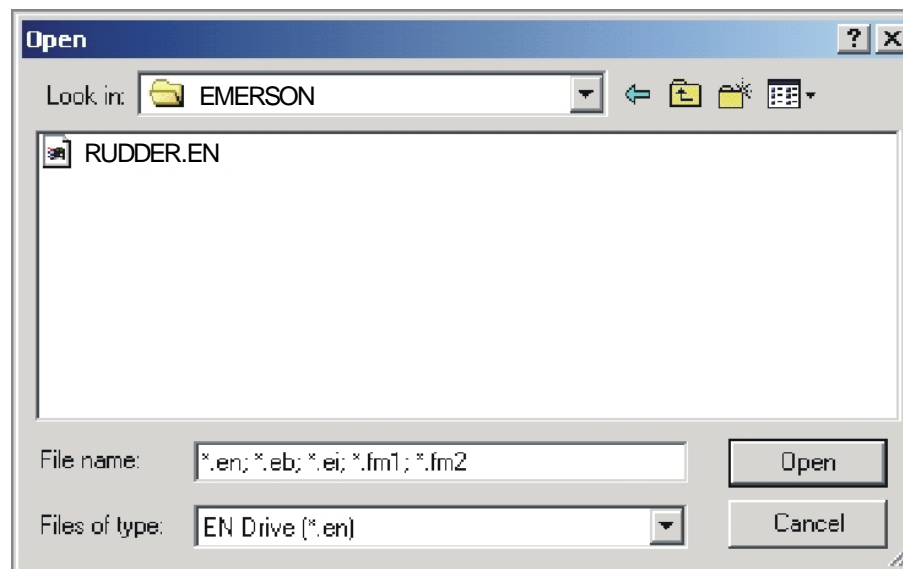 Open
Look in: EMERSON
RUDDER.EN
File name: *.en; *.eb; *.ei; *.fm1; *.fm2 Open
Files of type: EN Drive (*.en) Cancel